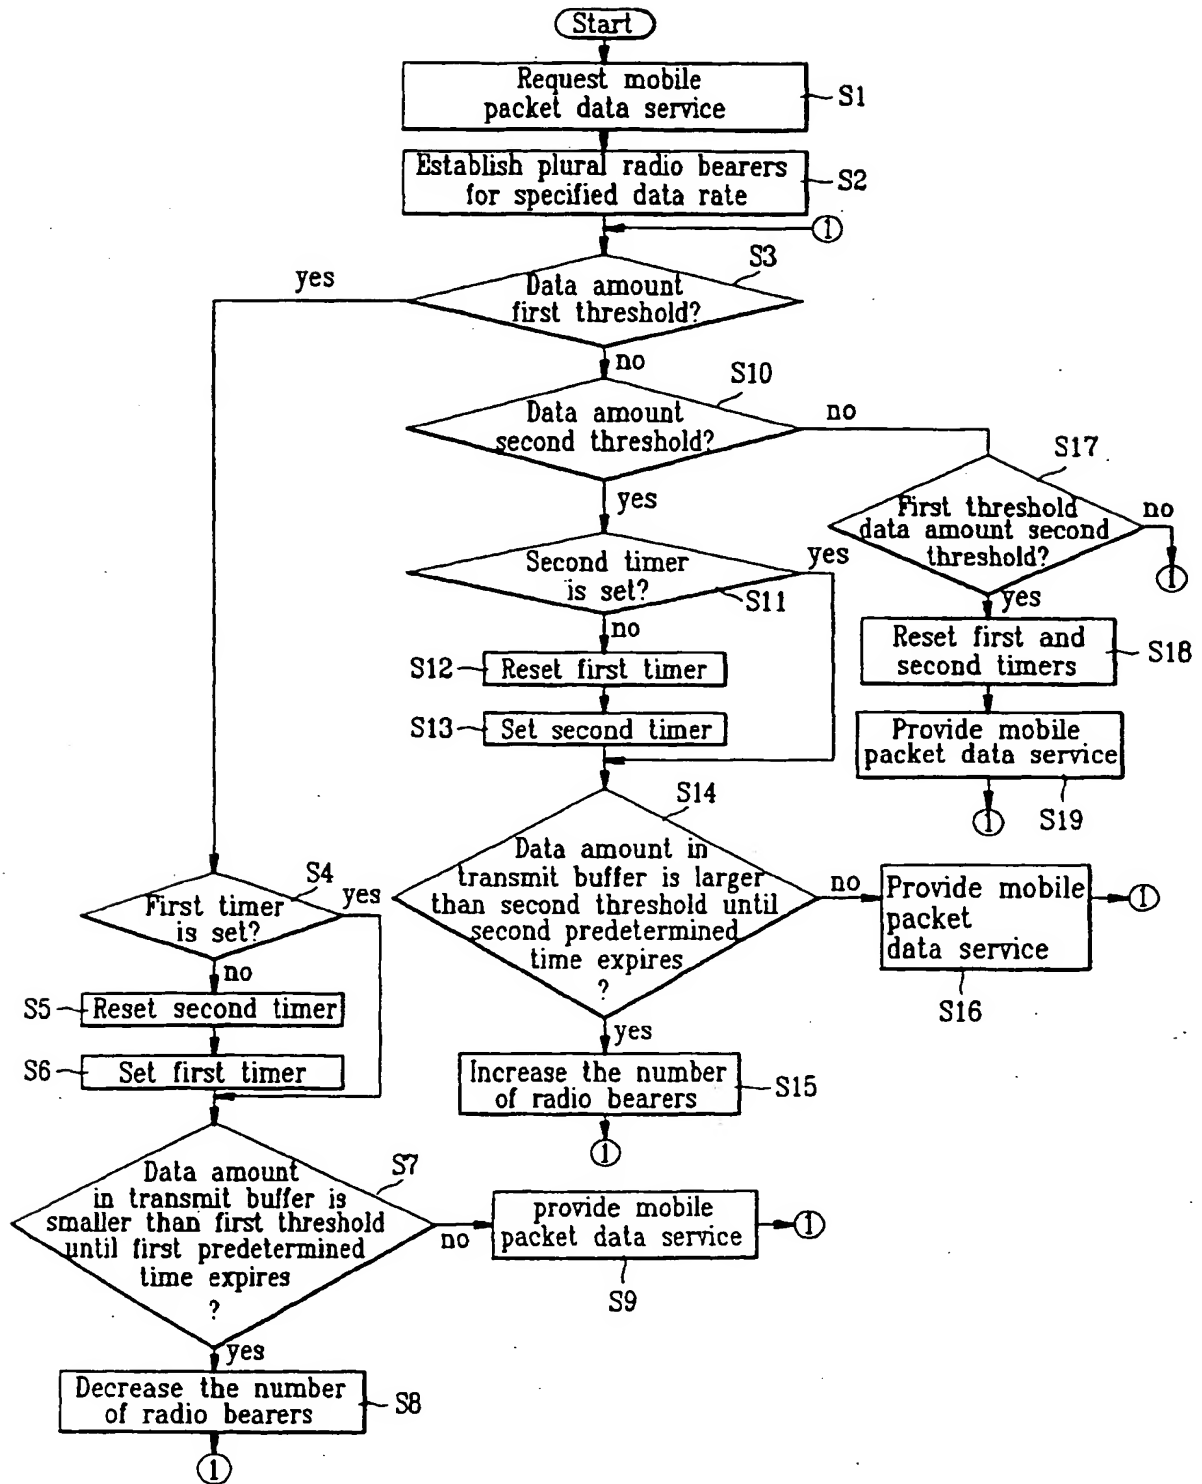 Start
Request mobile
packet data service
S1
Establish plural radio bearers
for specified data rate
S2
1
S3
yes
Data amount
first threshold?
no
S10
Data amount
second threshold?
no
yes
S17
First threshold
data amount second
threshold?
no
1
yes
Second timer
is set?
yes
S11
no
Reset first and
second timers
S18
S12
Reset first timer
S13
Set second timer
Provide mobile
packet data service
S19
1
S14
Data amount in
transmit buffer is larger
than second threshold until
second predetermined
time expires
?
no
Provide mobile
packet
data service
1
S16
yes
Increase the number
of radio bearers
S15
1
S4
First timer
is set?
yes
no
S5
Reset second timer
S6
Set first timer
S7
Data amount
in transmit buffer is
smaller than first threshold
until first predetermined
time expires
?
no
provide mobile
packet data service
1
S9
yes
Decrease the number
of radio bearers
S8
1